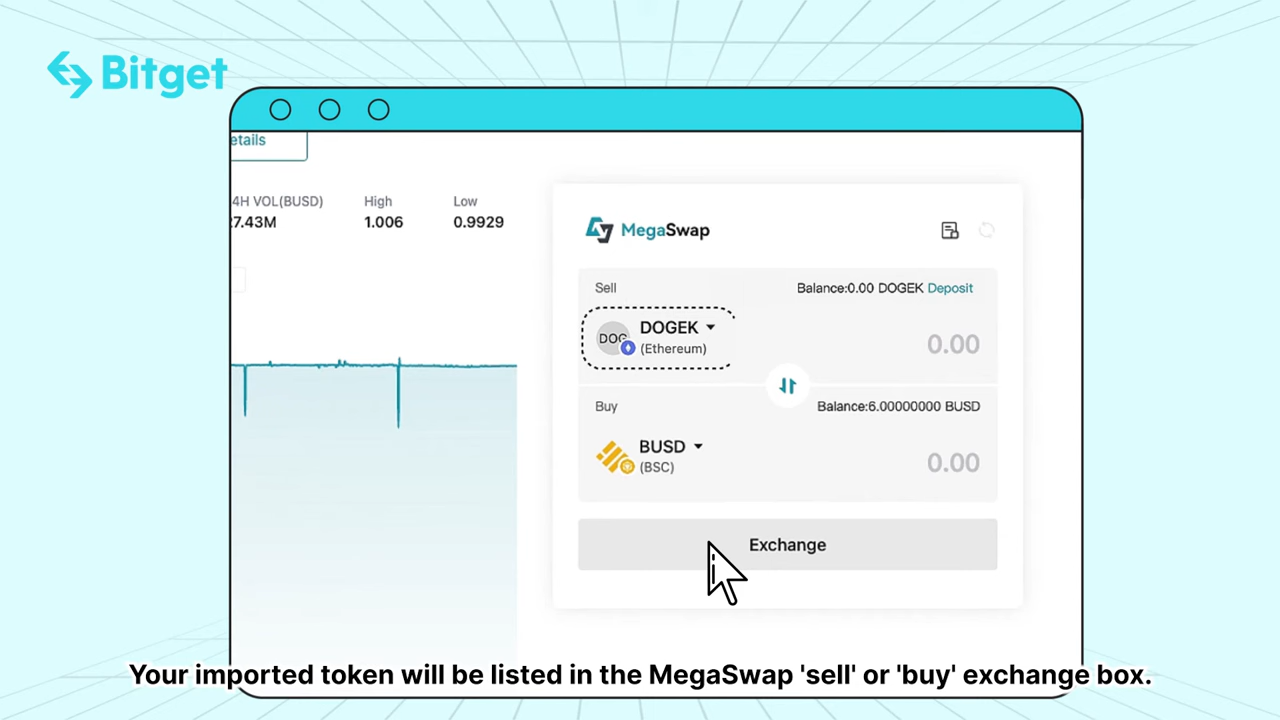 Bitget
etails
4H VOL(BUSD) High Low
7.43M 1.006 0.9929
MegaSwap
Sell Balance:0.00 DOGEK Deposit
DOG DOGEK
(Ethereum) 0.00
Buy Balance:6.00000000 BUSD
BUSD
(BSC) 0.00
Exchange
Your imported token will be listed in the MegaSwap 'sell' or 'buy' exchange box.